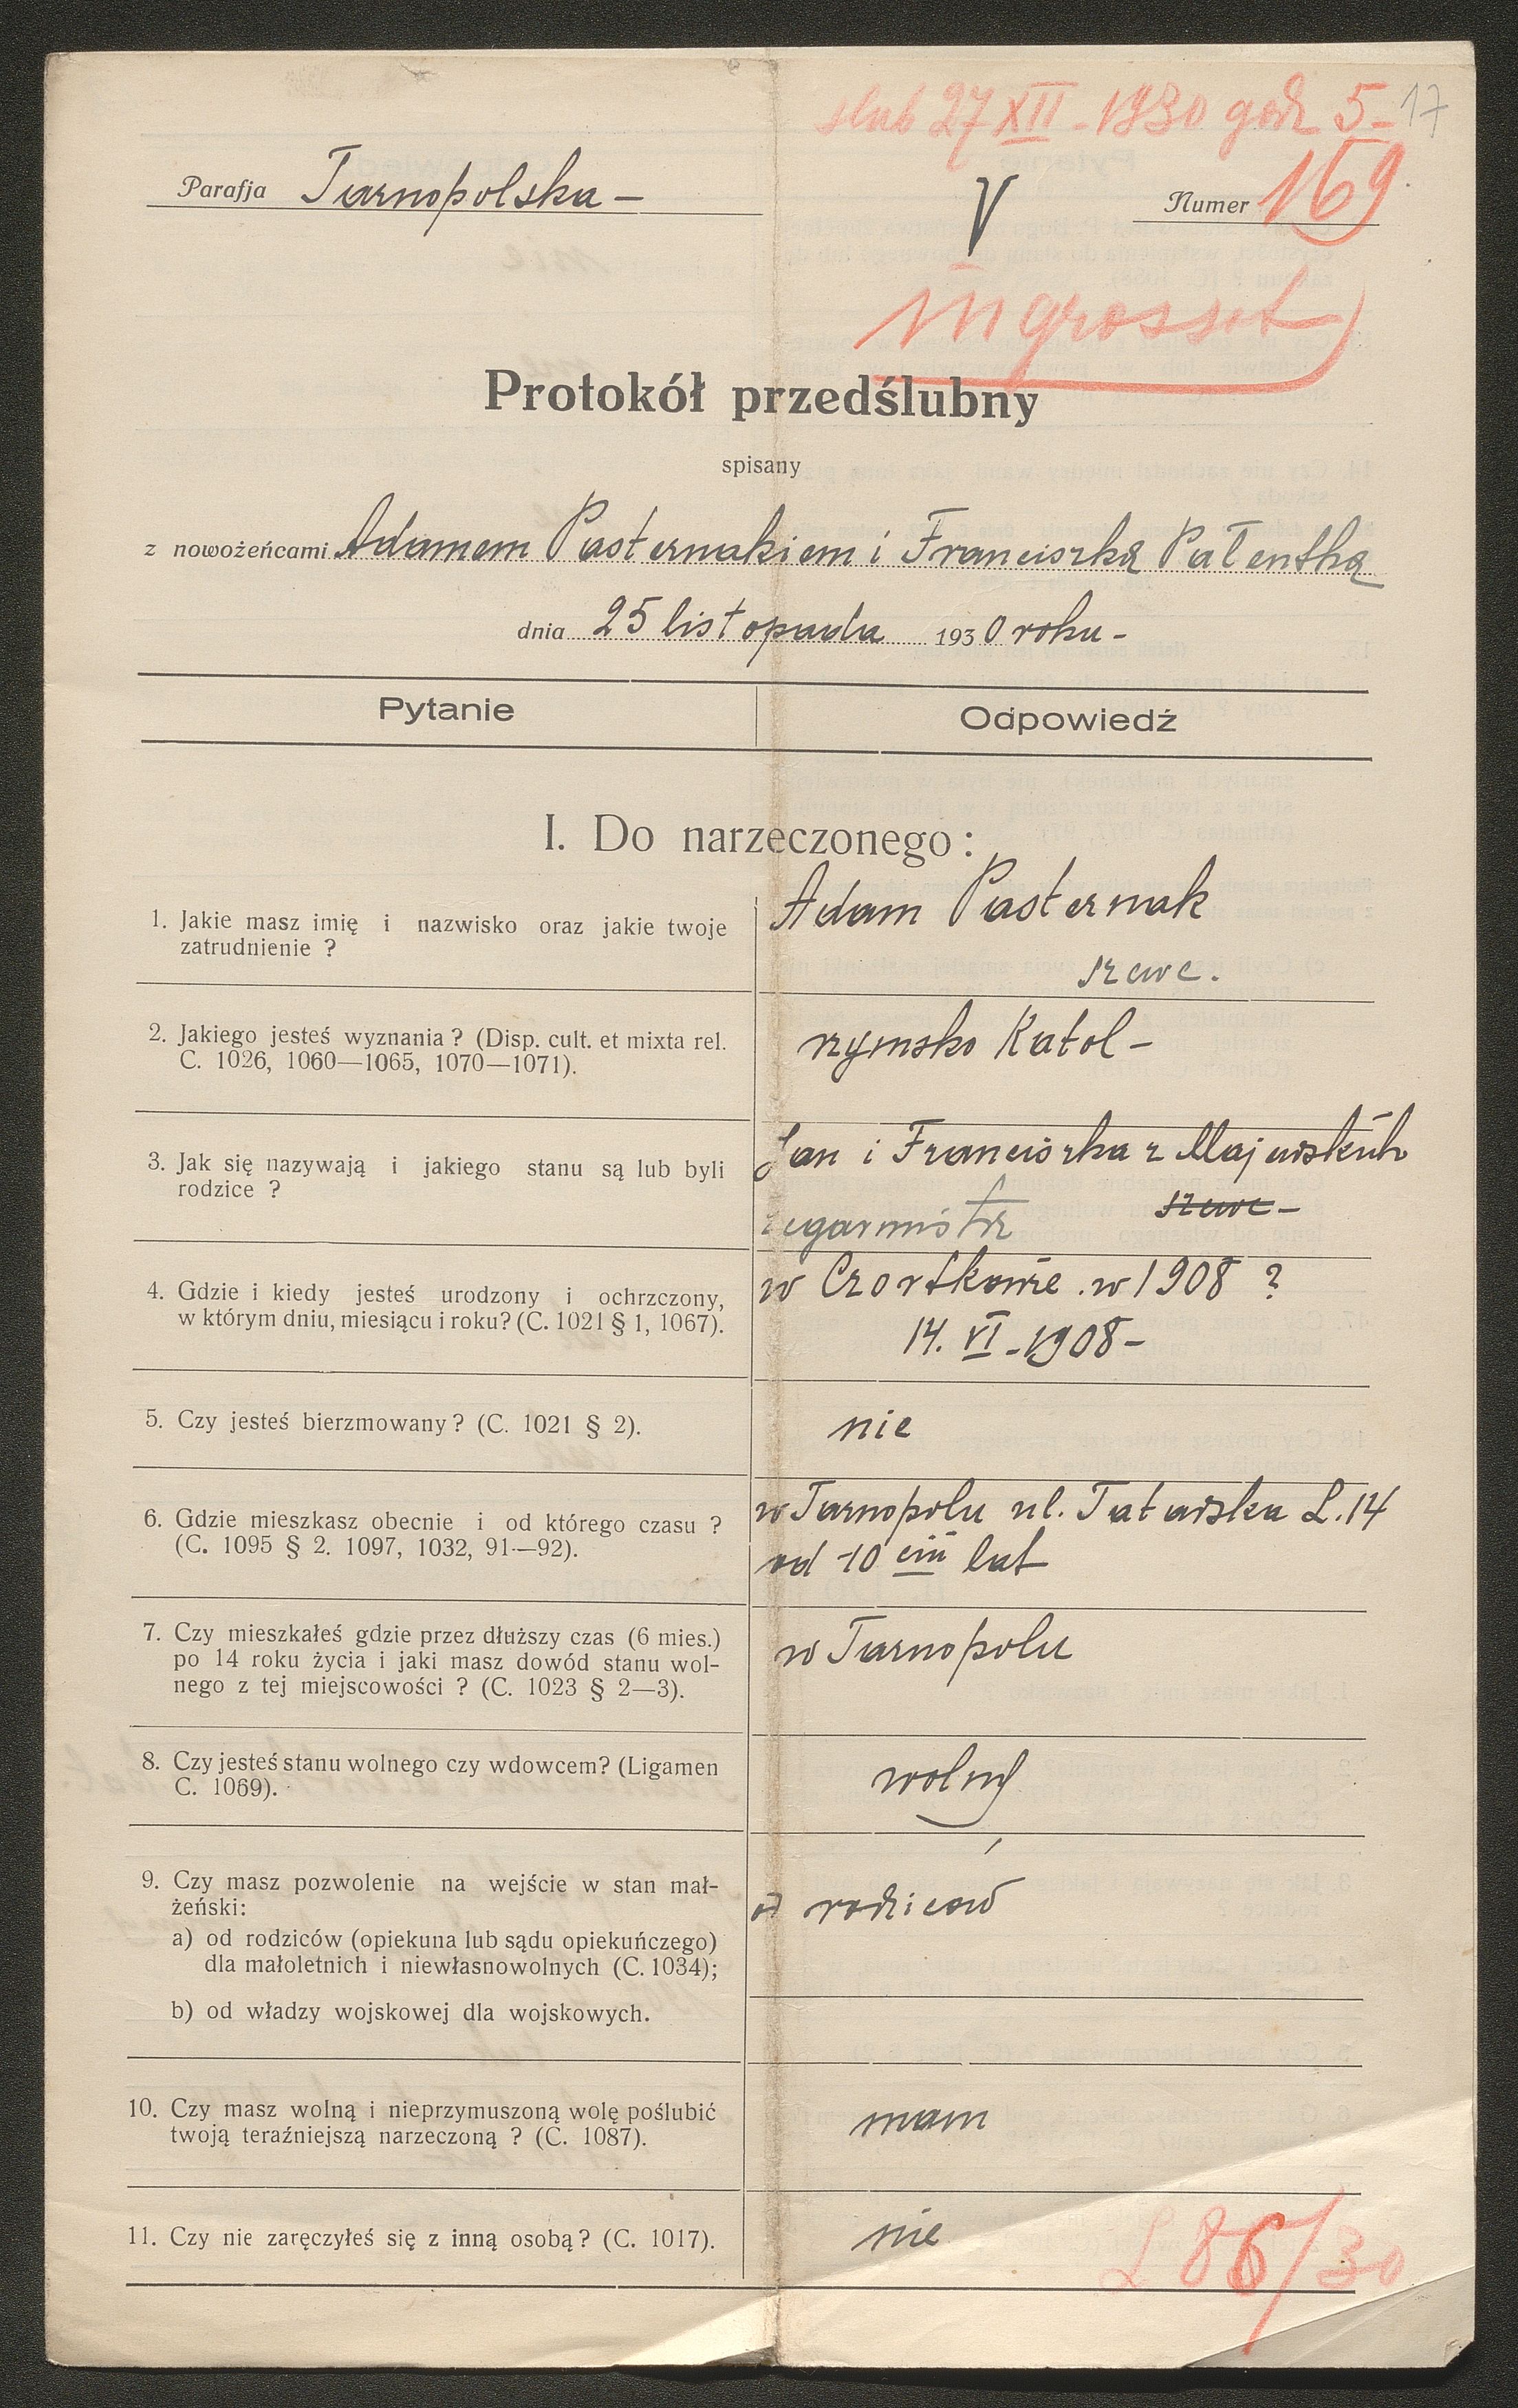 ślub 27 XII - 1930 godz 5 - 17
Parafja Tarnopolska -
V
Numer 169
ingrossat
Protokół przedślubny
spisany
z nowożeńcami Adamem Pasternakiem i Franciszką Pałentką
dnia 25 listopada 1930 roku -
Pytanie
Odpowiedź
I. Do narzeczonego:
1. Jakie masz imię i nazwisko oraz jakie twoje
zatrudnienie ?
Adam Pasternak
szewc.
2. Jakiego jesteś wyznania ? (Disp. cult. et mixta rel.
C. 1026, 1060—1065, 1070—1071).
rzymsko Katol -
3. Jak się nazywają i jakiego stanu są lub byli
rodzice ?
Jan i Franciszka z Majewskich
szewc -
zegarmistrz
4. Gdzie i kiedy jesteś urodzony i ochrzczony,
w którym dniu, miesiącu i roku? (C. 1021 § 1, 1067).
w Czortkowie . w 1908 ?
14. VI - 1908 -
5. Czy jesteś bierzmowany ? (C. 1021 § 2).
nie
6. Gdzie mieszkasz obecnie i od którego czasu ?
(C. 1095 § 2. 1097, 1032, 91—92).
w Tarnopolu ul. Tatarska L. 14
od 10 ciu lat
7. Czy mieszkałeś gdzie przez dłuższy czas (6 mies.)
po 14 roku życia i jaki masz dowód stanu wol-
nego z tej miejscowości ? (C. 1023 § 2—3).
w Tarnopolu
8. Czy jesteś stanu wolnego czy wdowcem? (Ligamen
C. 1069).
wolny
9. Czy masz pozwolenie na wejście w stan mał-
żeński:
a) od rodziców (opiekuna lub sądu opiekuńczego)
dla małoletnich i niewłasnowolnych (C. 1034);
b) od władzy wojskowej dla wojskowych.
od rodziców
10. Czy masz wolną i nieprzymuszoną wolę poślubić
twoją teraźniejszą narzeczoną ? (C. 1087).
mam
11. Czy nie zaręczyłeś się z inną osobą? (C. 1017).
nie
L 86/30